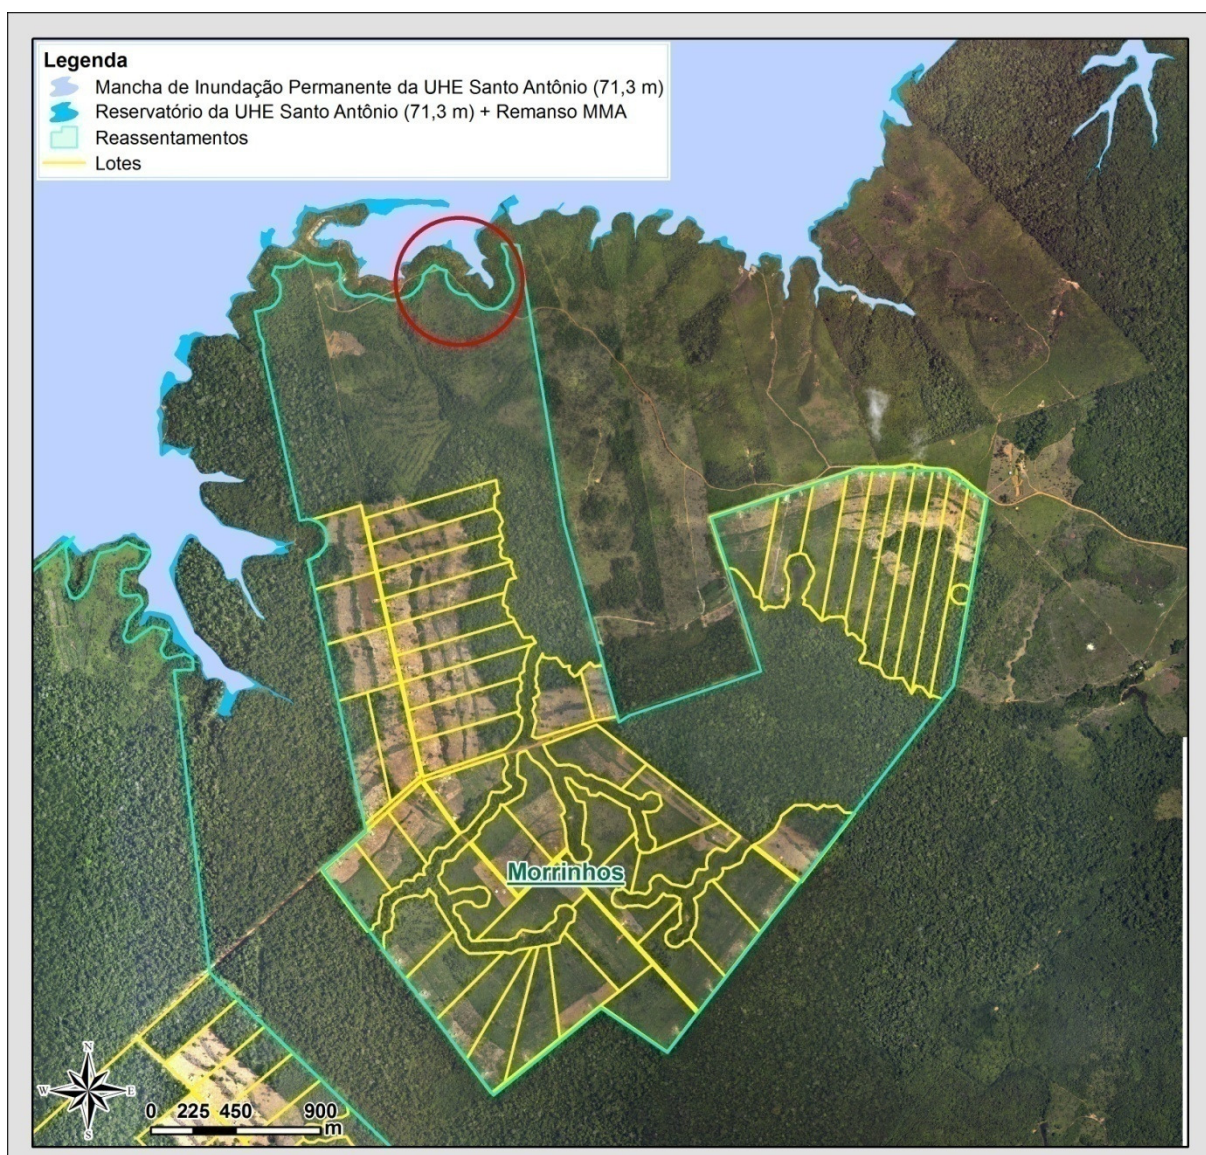 Legenda
Mancha de Inundação Permanente da UHE Santo Antônio (71,3 m)
Reservatório da UHE Santo Antônio (71,3 m) + Remanso MMA
Reassentamentos
Lotes
Morrinhos
N
W E
S
0 225 450 900
m